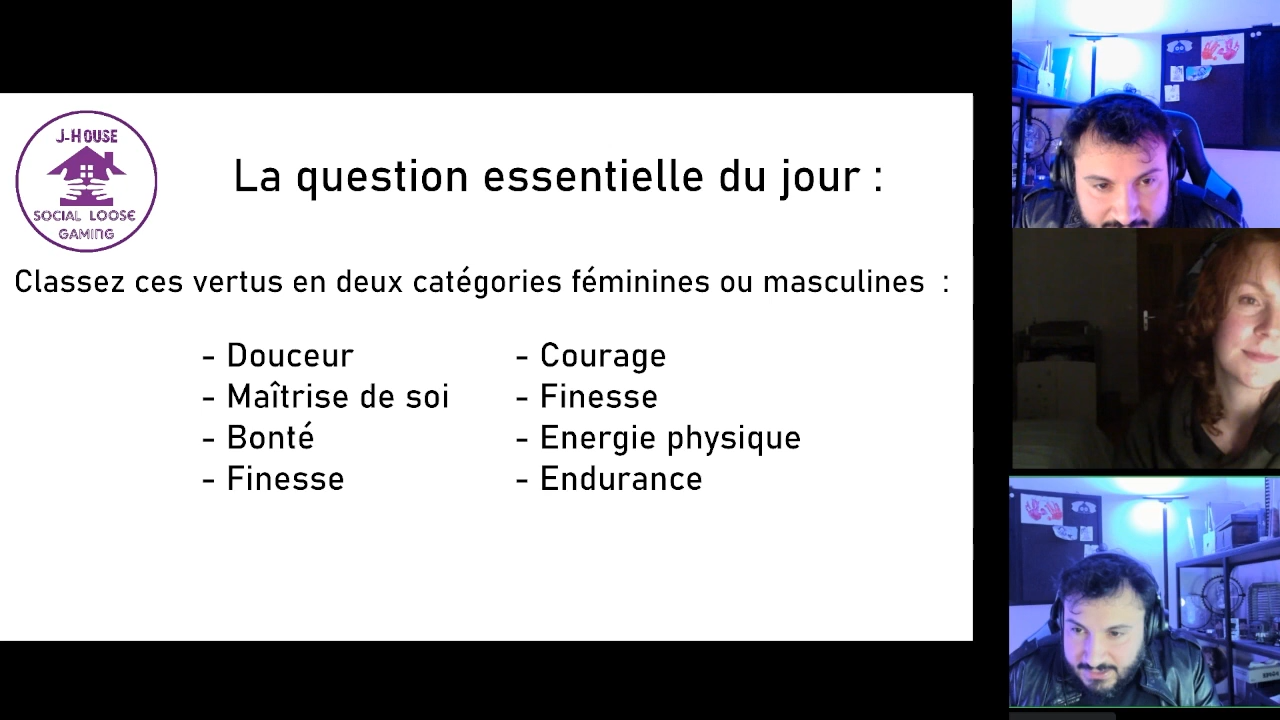 J-HOUSE
SOCIAL LOOSE
GAMING
La question essentielle du jour :
Classez ces vertus en deux catégories féminines ou masculines :
- Douceur
- Maîtrise de soi
- Bonté
- Finesse
- Courage
- Finesse
- Energie physique
- Endurance